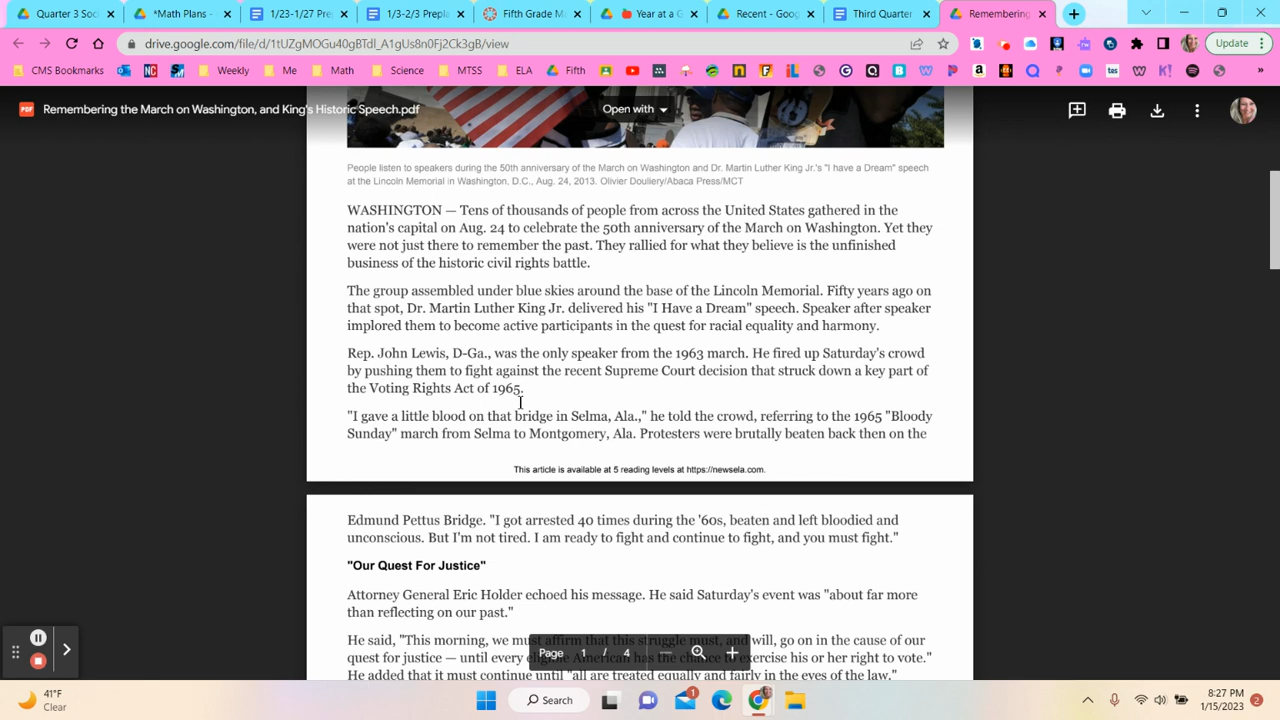 Quarter 3 Soc
*Math Plans -
1/23-1/27 Prep
1/3-2/3 Prepla
Fifth Grade Ma
Year at a G
Recent - Goog
Third Quarter
Remembering
drive.google.com/file/d/1tUZgMOGu40gBTdl_A1gUs8n0Fj2Ck3gB/view
Update
CMS Bookmarks
Weekly
Me
Math
Science
MTSS
ELA
Fifth
PDF
Remembering the March on Washington, and King's Historic Speech.pdf
Open with
People listen to speakers during the 50th anniversary of the March on Washington and Dr. Martin Luther King Jr.'s "I have a Dream" speech
at the Lincoln Memorial in Washington, D.C., Aug. 24, 2013. Olivier Douliery/Abaca Press/MCT
WASHINGTON — Tens of thousands of people from across the United States gathered in the
nation's capital on Aug. 24 to celebrate the 50th anniversary of the March on Washington. Yet they
were not just there to remember the past. They rallied for what they believe is the unfinished
business of the historic civil rights battle.
The group assembled under blue skies around the base of the Lincoln Memorial. Fifty years ago on
that spot, Dr. Martin Luther King Jr. delivered his "I Have a Dream" speech. Speaker after speaker
implored them to become active participants in the quest for racial equality and harmony.
Rep. John Lewis, D-Ga., was the only speaker from the 1963 march. He fired up Saturday's crowd
by pushing them to fight against the recent Supreme Court decision that struck down a key part of
the Voting Rights Act of 1965.
"I gave a little blood on that bridge in Selma, Ala.," he told the crowd, referring to the 1965 "Bloody
Sunday" march from Selma to Montgomery, Ala. Protesters were brutally beaten back then on the
This article is available at 5 reading levels at https://newsela.com.
Edmund Pettus Bridge. "I got arrested 40 times during the '60s, beaten and left bloodied and
unconscious. But I'm not tired. I am ready to fight and continue to fight, and you must fight."
"Our Quest For Justice"
Attorney General Eric Holder echoed his message. He said Saturday's event was "about far more
than reflecting on our past."
He said, "This morning, we must affirm that this struggle must, and will, go on in the cause of our
quest for justice — until every eligible American has the chance to exercise his or her right to vote."
He added that it must continue until "all are treated equally and fairly in the eyes of the law."
Page 1 / 4
41°F
Clear
Search
8:27 PM
1/15/2023